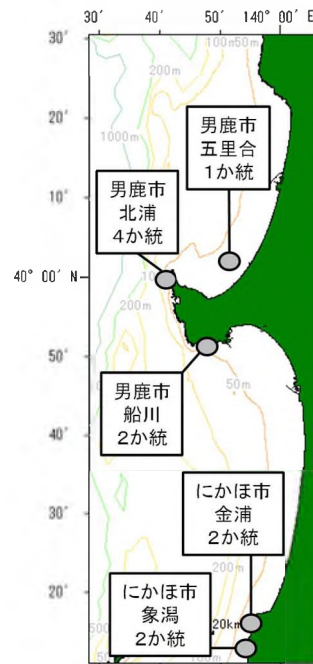 30′ 40′ 50′ 140° 00′ E
30′
100m 50m
200m
20′
1000m
男鹿市
五里合
1か統
10′
男鹿市
北浦
4か統
40° 00′ N
200m
50′
50m
男鹿市
船川
2か統
40′
30′
にかほ市
金浦
2か統
200m
20′
にかほ市
象潟
2か統
20km